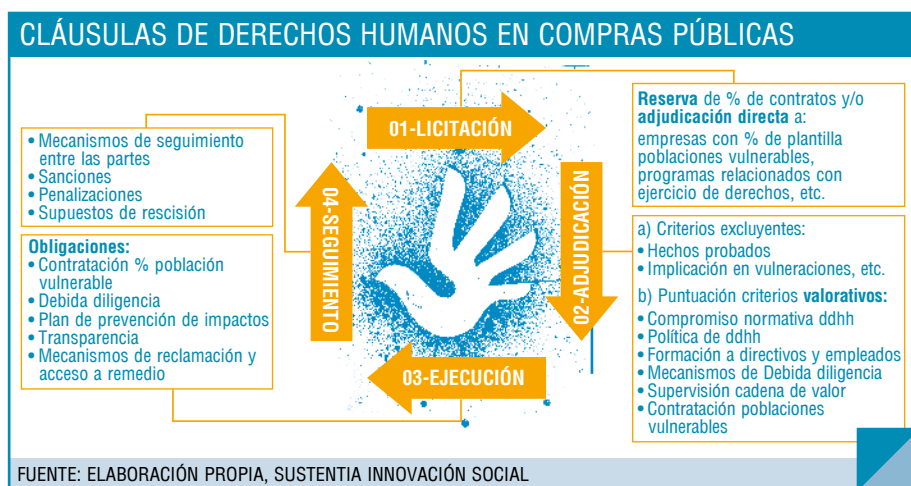 CLÁUSULAS DE DERECHOS HUMANOS EN COMPRAS PÚBLICAS
01-LICITACIÓN
Reserva de % de contratos y/o
adjudicación directa a:
empresas con % de plantilla
poblaciones vulnerables,
programas relacionados con
ejercicio de derechos, etc.
02-ADJUDICACIÓN
a) Criterios excluyentes:
• Hechos probados
• Implicación en vulneraciones, etc.
b) Puntuación criterios valorativos:
• Compromiso normativa ddhh
• Política de ddhh
• Formación a directivos y empleados
• Mecanismos de Debida diligencia
• Supervisión cadena de valor
• Contratación poblaciones
vulnerables
03-EJECUCIÓN
Obligaciones:
• Contratación % población
vulnerable
• Debida diligencia
• Plan de prevención de impactos
• Transparencia
• Mecanismos de reclamación y
acceso a remedio
04-SEGUIMIENTO
• Mecanismos de seguimiento
entre las partes
• Sanciones
• Penalizaciones
• Supuestos de rescisión
FUENTE: ELABORACIÓN PROPIA, SUSTENTIA INNOVACIÓN SOCIAL